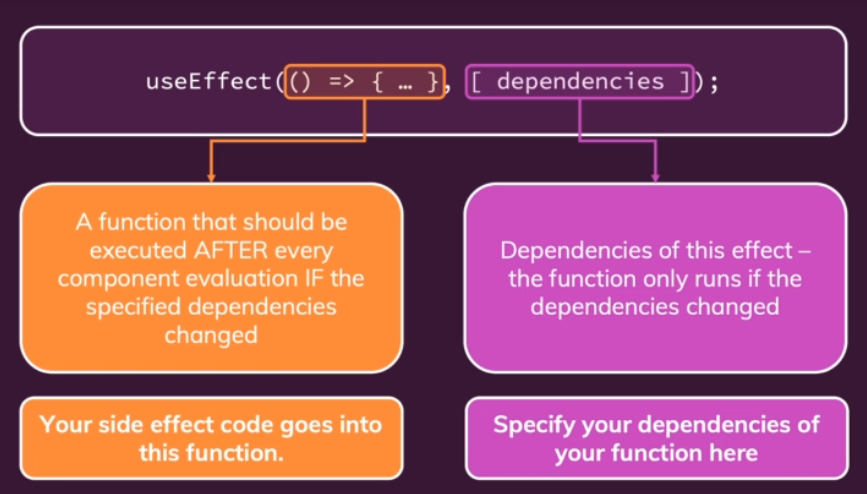 useEffect(() => { … }, [ dependencies ]);
A function that should be
executed AFTER every
component evaluation IF the
specified dependencies
changed
Dependencies of this effect –
the function only runs if the
dependencies changed
Your side effect code goes into
this function.
Specify your dependencies of
your function here